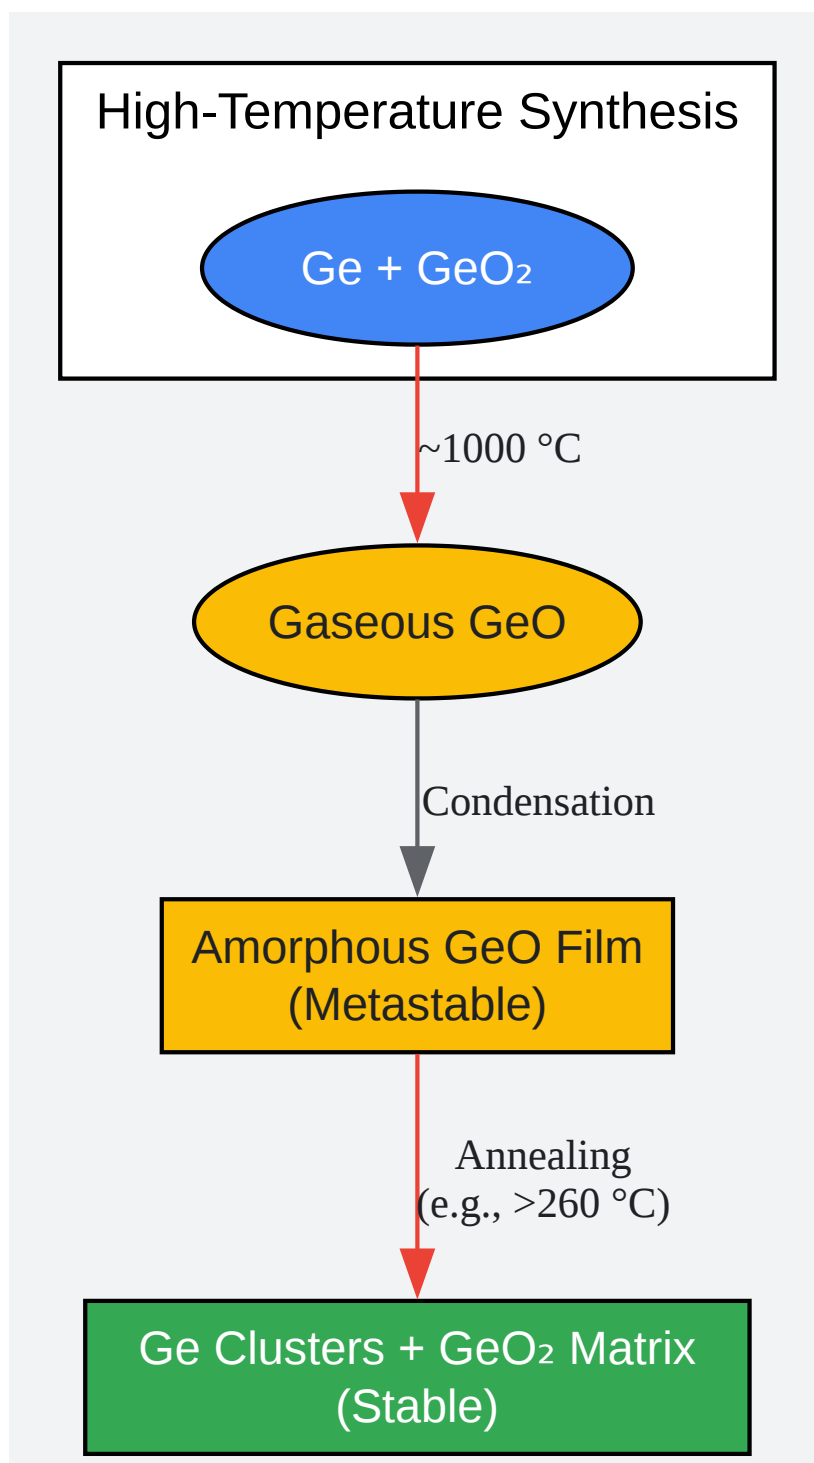 High-Temperature Synthesis
Ge + GeO₂
~1000 °C
Gaseous GeO
Condensation
Amorphous GeO Film
(Metastable)
Annealing
(e.g., >260 °C)
Ge Clusters + GeO₂ Matrix
(Stable)